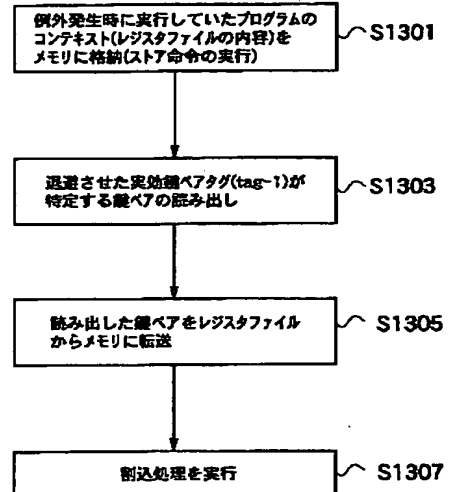 例外発生時に実行していたプログラムの
コンテキスト(レジスタファイルの内容)を
メモリに格納(ストア命令の実行)
S1301
退避させた実効鍵ペアタグ(tag-1)が
特定する鍵ペアの読み出し
S1303
読み出した鍵ペアをレジスタファイル
からメモリに転送
S1305
割込処理を実行
S1307